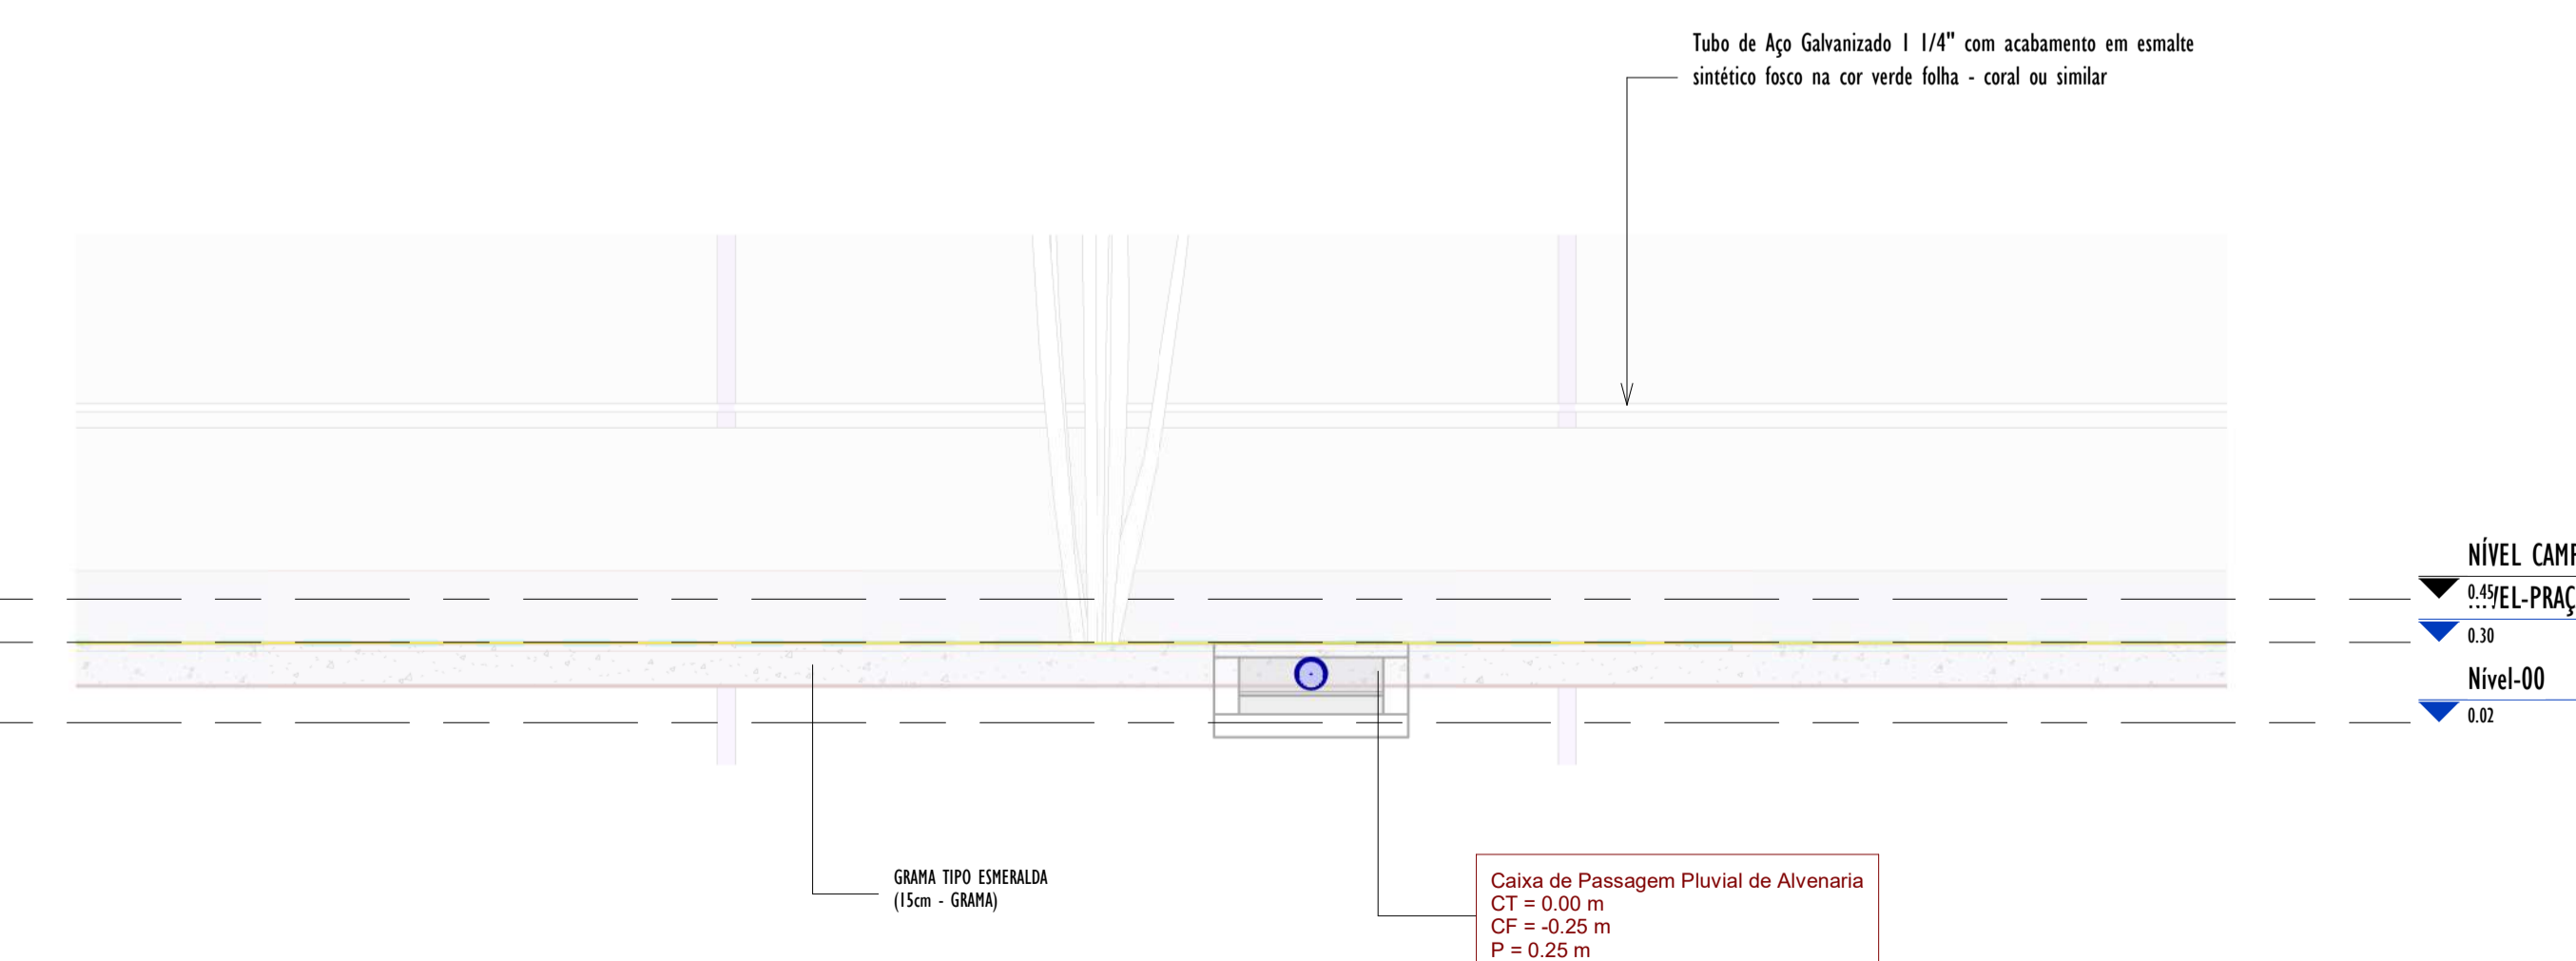 Tubo de Aço Galvanizado 1 1/4" com acabamento em esmalte
sintético fosco na cor verde folha - coral ou similar
NÍVEL CAMP
0.45
...VEL-PRAÇ
0.30
Nível-00
0.02
GRAMA TIPO ESMERALDA
(15cm - GRAMA)
Caixa de Passagem Pluvial de Alvenaria
CT = 0.00 m
CF = -0.25 m
P = 0.25 m